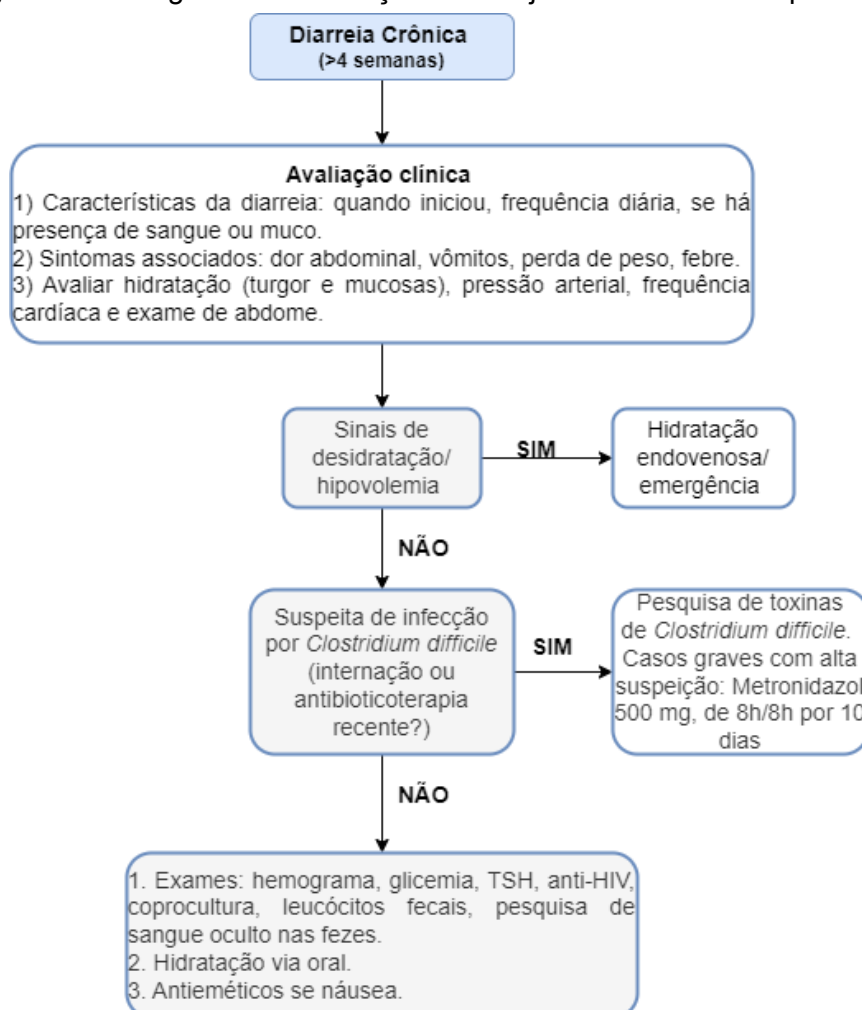 Diarreia Crônica
(>4 semanas)
Avaliação clínica
1) Características da diarreia: quando iniciou, frequência diária, se há
presença de sangue ou muco.
2) Sintomas associados: dor abdominal, vômitos, perda de peso, febre.
3) Avaliar hidratação (turgor e mucosas), pressão arterial, frequência
cardíaca e exame de abdome.
Sinais de
desidratação/
hipovolemia
SIM
Hidratação
endovenosa/
emergência
NÃO
Suspeita de infecção
por Clostridium difficile
(internação ou
antibioticoterapia
recente?)
SIM
Pesquisa de toxinas
de Clostridium difficile.
Casos graves com alta
suspeição: Metronidazol
500 mg, de 8h/8h por 10
dias
NÃO
1. Exames: hemograma, glicemia, TSH, anti-HIV,
coprocultura, leucócitos fecais, pesquisa de
sangue oculto nas fezes.
2. Hidratação via oral.
3. Antieméticos se náusea.